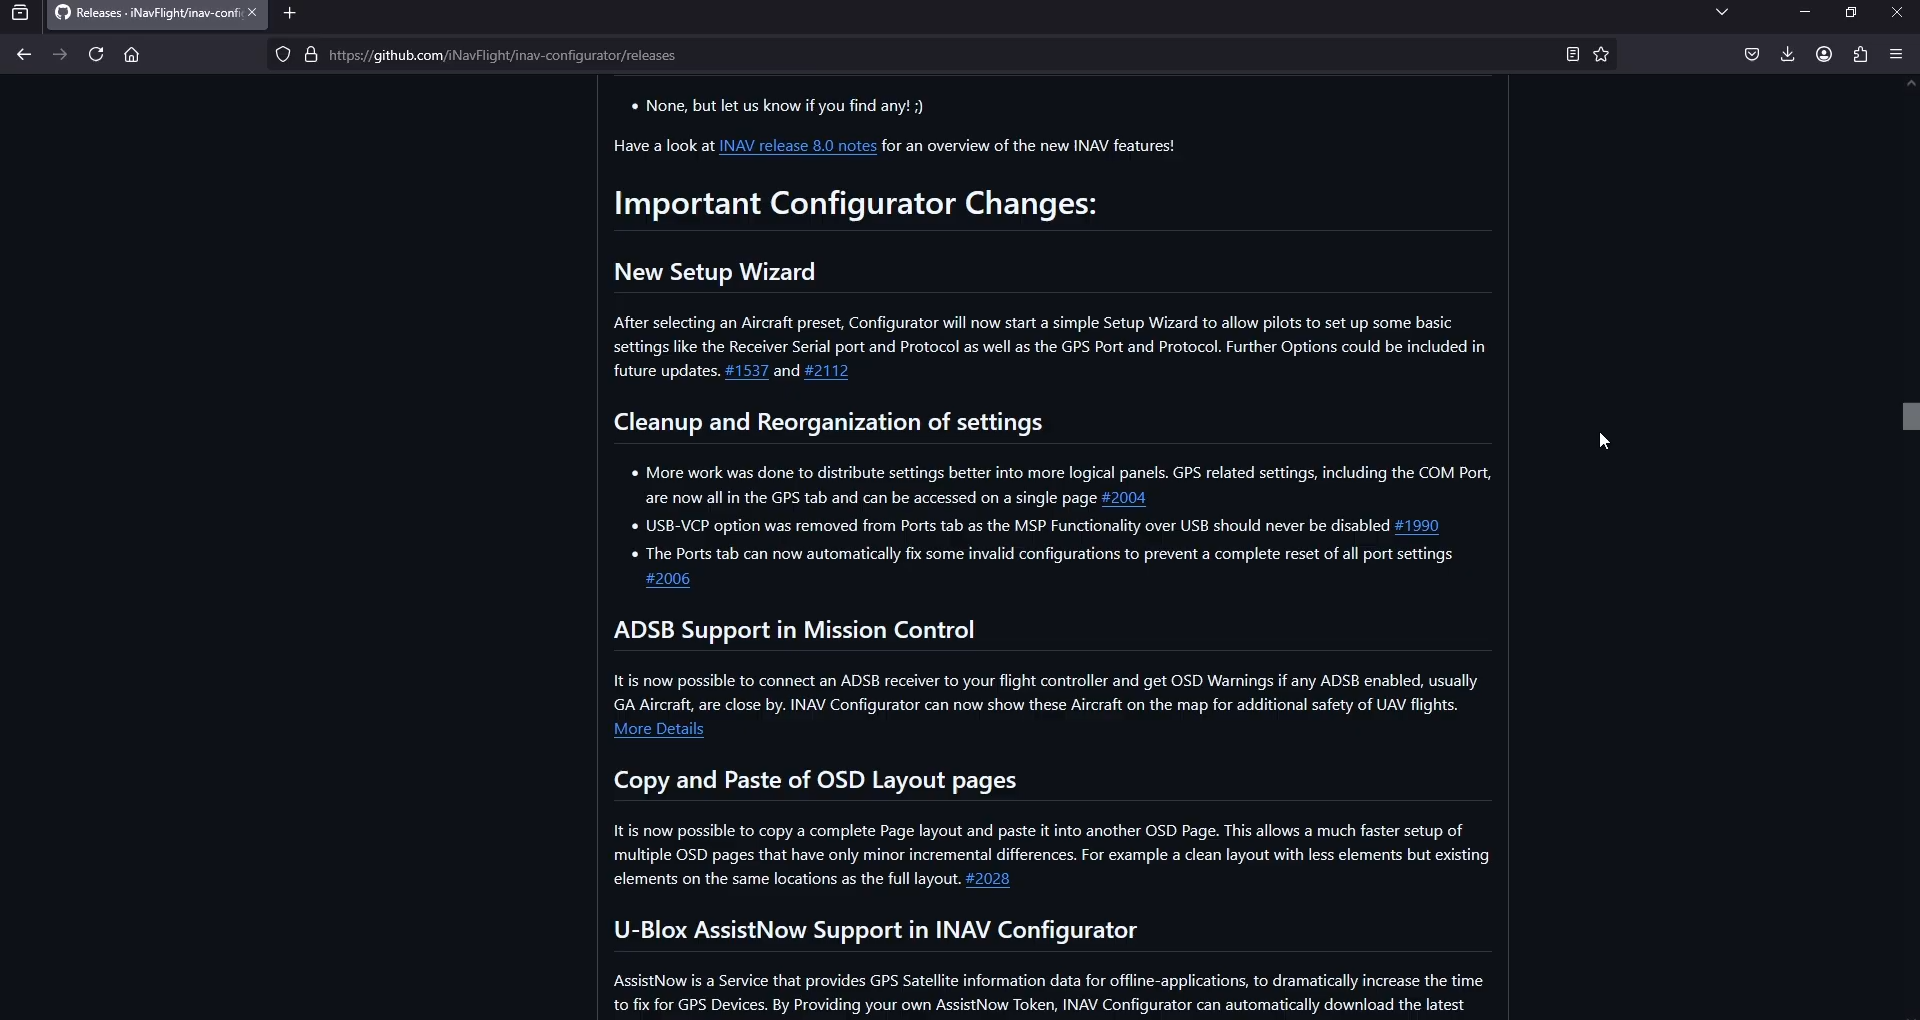 Releases · iNavFlight/inav-confi
https://github.com/iNavFlight/inav-configurator/releases
None, but let us know if you find any! ;)
Have a look at INAV release 8.0 notes for an overview of the new INAV features!
Important Configurator Changes:
New Setup Wizard
After selecting an Aircraft preset, Configurator will now start a simple Setup Wizard to allow pilots to set up some basic
settings like the Receiver Serial port and Protocol as well as the GPS Port and Protocol. Further Options could be included in
future updates. #1537 and #2112
Cleanup and Reorganization of settings
More work was done to distribute settings better into more logical panels. GPS related settings, including the COM Port,
are now all in the GPS tab and can be accessed on a single page #2004
USB-VCP option was removed from Ports tab as the MSP Functionality over USB should never be disabled #1990
The Ports tab can now automatically fix some invalid configurations to prevent a complete reset of all port settings
#2006
ADSB Support in Mission Control
It is now possible to connect an ADSB receiver to your flight controller and get OSD Warnings if any ADSB enabled, usually
GA Aircraft, are close by. INAV Configurator can now show these Aircraft on the map for additional safety of UAV flights.
More Details
Copy and Paste of OSD Layout pages
It is now possible to copy a complete Page layout and paste it into another OSD Page. This allows a much faster setup of
multiple OSD pages that have only minor incremental differences. For example a clean layout with less elements but existing
elements on the same locations as the full layout. #2028
U-Blox AssistNow Support in INAV Configurator
AssistNow is a Service that provides GPS Satellite information data for offline-applications, to dramatically increase the time
to fix for GPS Devices. By Providing your own AssistNow Token, INAV Configurator can automatically download the latest